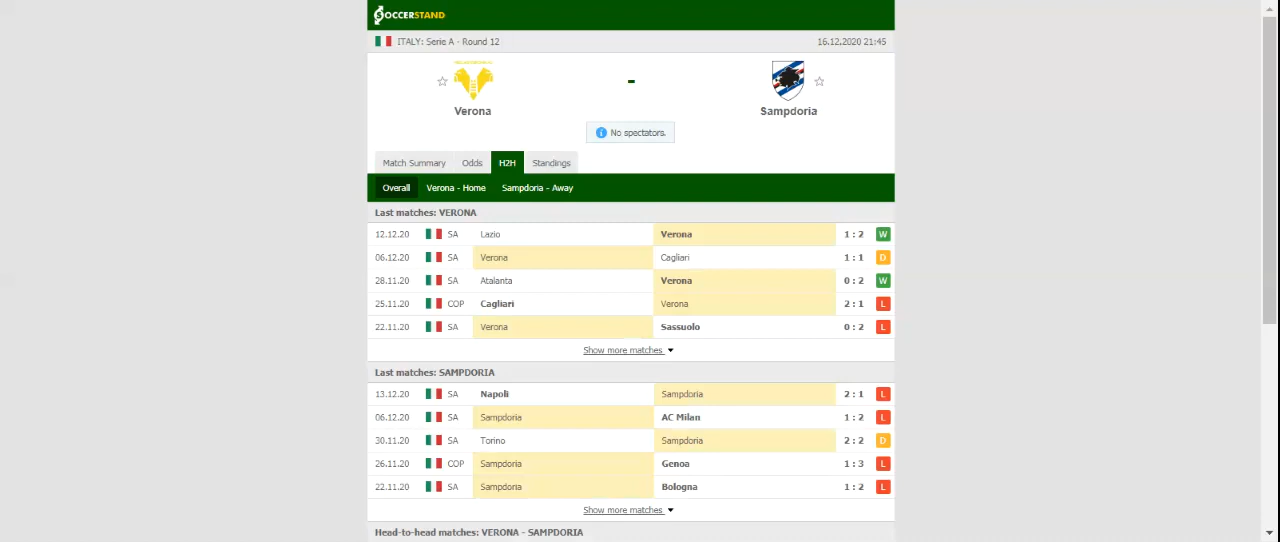 SOCCERSTAND
ITALY: Serie A - Round 12 16.12.2020 21:45
-
Verona Sampdoria
No spectators.
Match Summary Odds H2H Standings
Overall Verona - Home Sampdoria - Away
Last matches: VERONA
12.12.20 SA Lazio Verona 1 : 2 W
06.12.20 SA Verona Cagliari 1 : 1 D
28.11.20 SA Atalanta Verona 0 : 2 W
25.11.20 COP Cagliari Verona 2 : 1 L
22.11.20 SA Verona Sassuolo 0 : 2 L
Show more matches
Last matches: SAMPDORIA
13.12.20 SA Napoli Sampdoria 2 : 1 L
06.12.20 SA Sampdoria AC Milan 1 : 2 L
30.11.20 SA Torino Sampdoria 2 : 2 D
26.11.20 COP Sampdoria Genoa 1 : 3 L
22.11.20 SA Sampdoria Bologna 1 : 2 L
Show more matches
Head-to-head matches: VERONA - SAMPDORIA